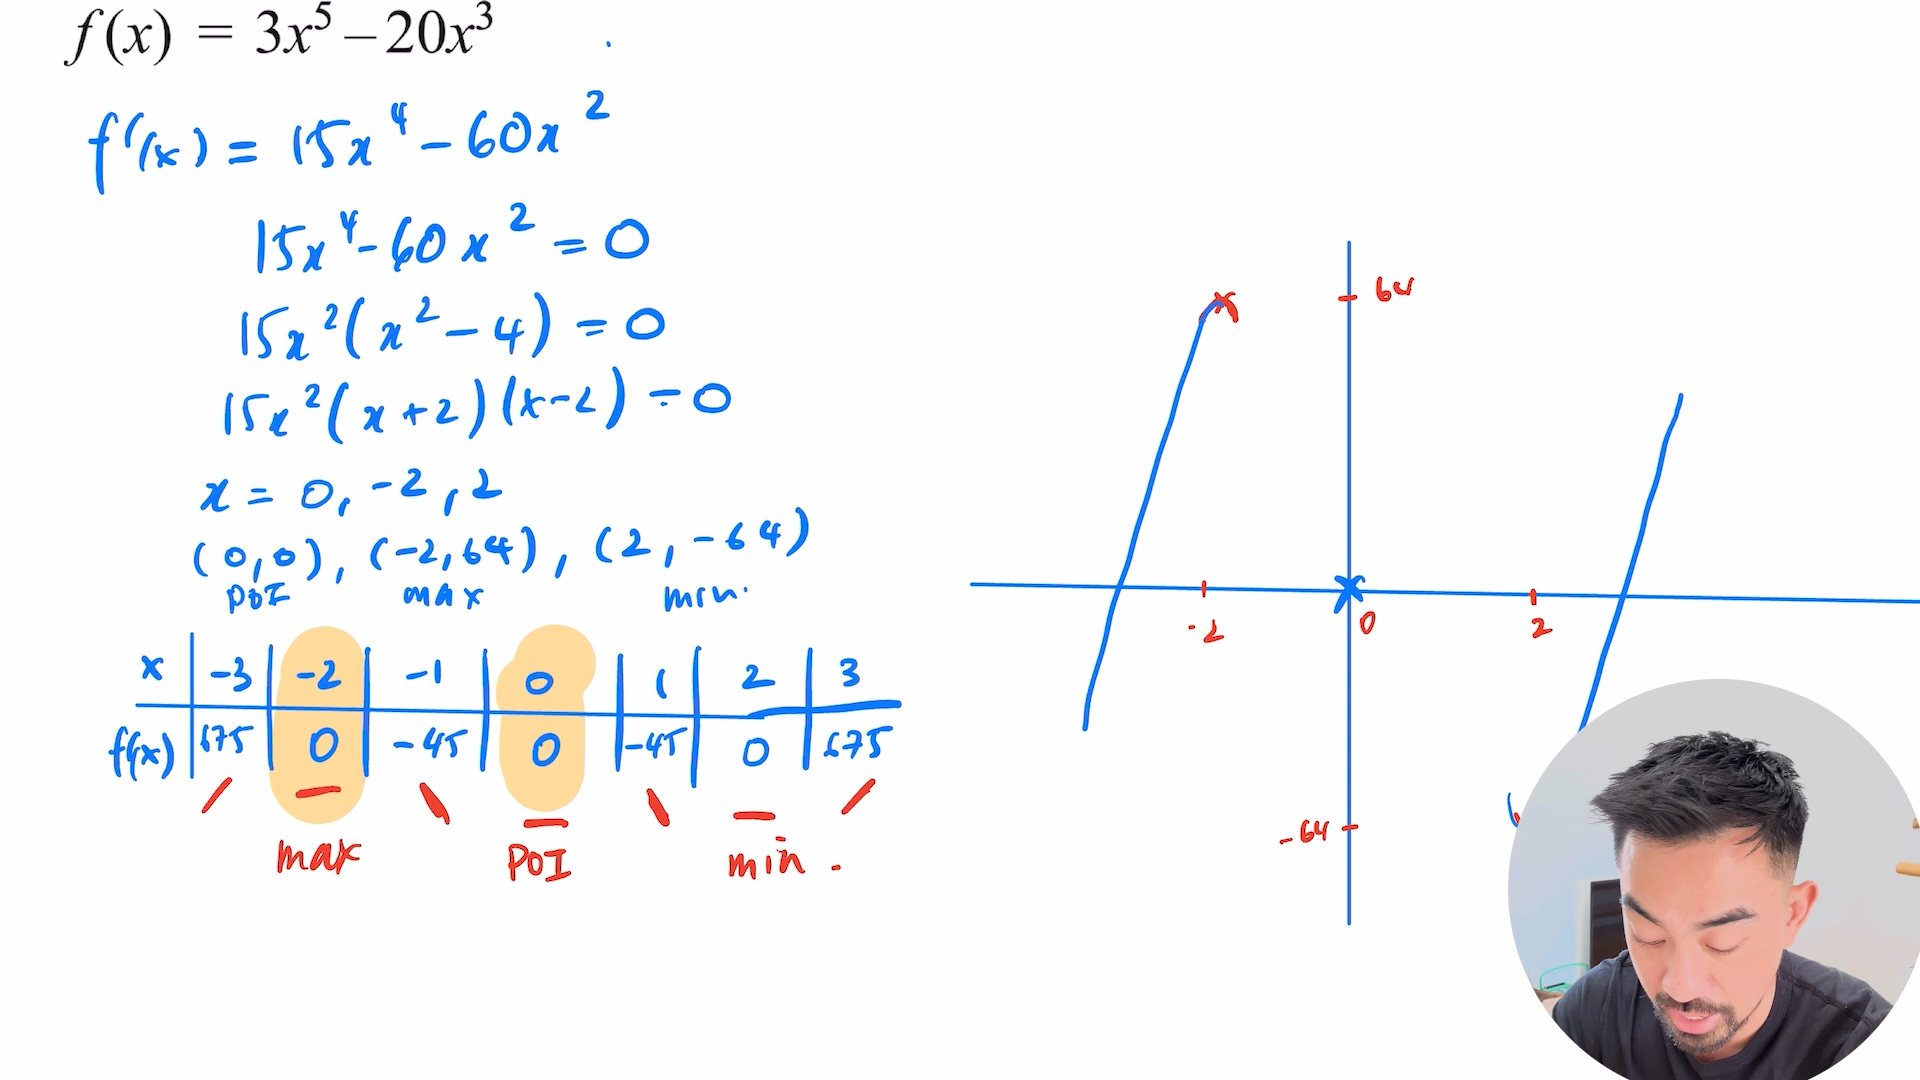 f(x) = 3x⁵ – 20x³
f'(x) = 15x⁴ - 60x²
15x⁴ - 60x² = 0
15x²(x² - 4) = 0
15x²(x+2)(x-2) = 0
x = 0, -2, 2
(0,0), (-2,64), (2,-64)
POI max min.
x -3 -2 -1 0 1 2 3
f'(x) 675 0 -45 0 -45 0 675
max POI min.
64
-2 0 2
-64